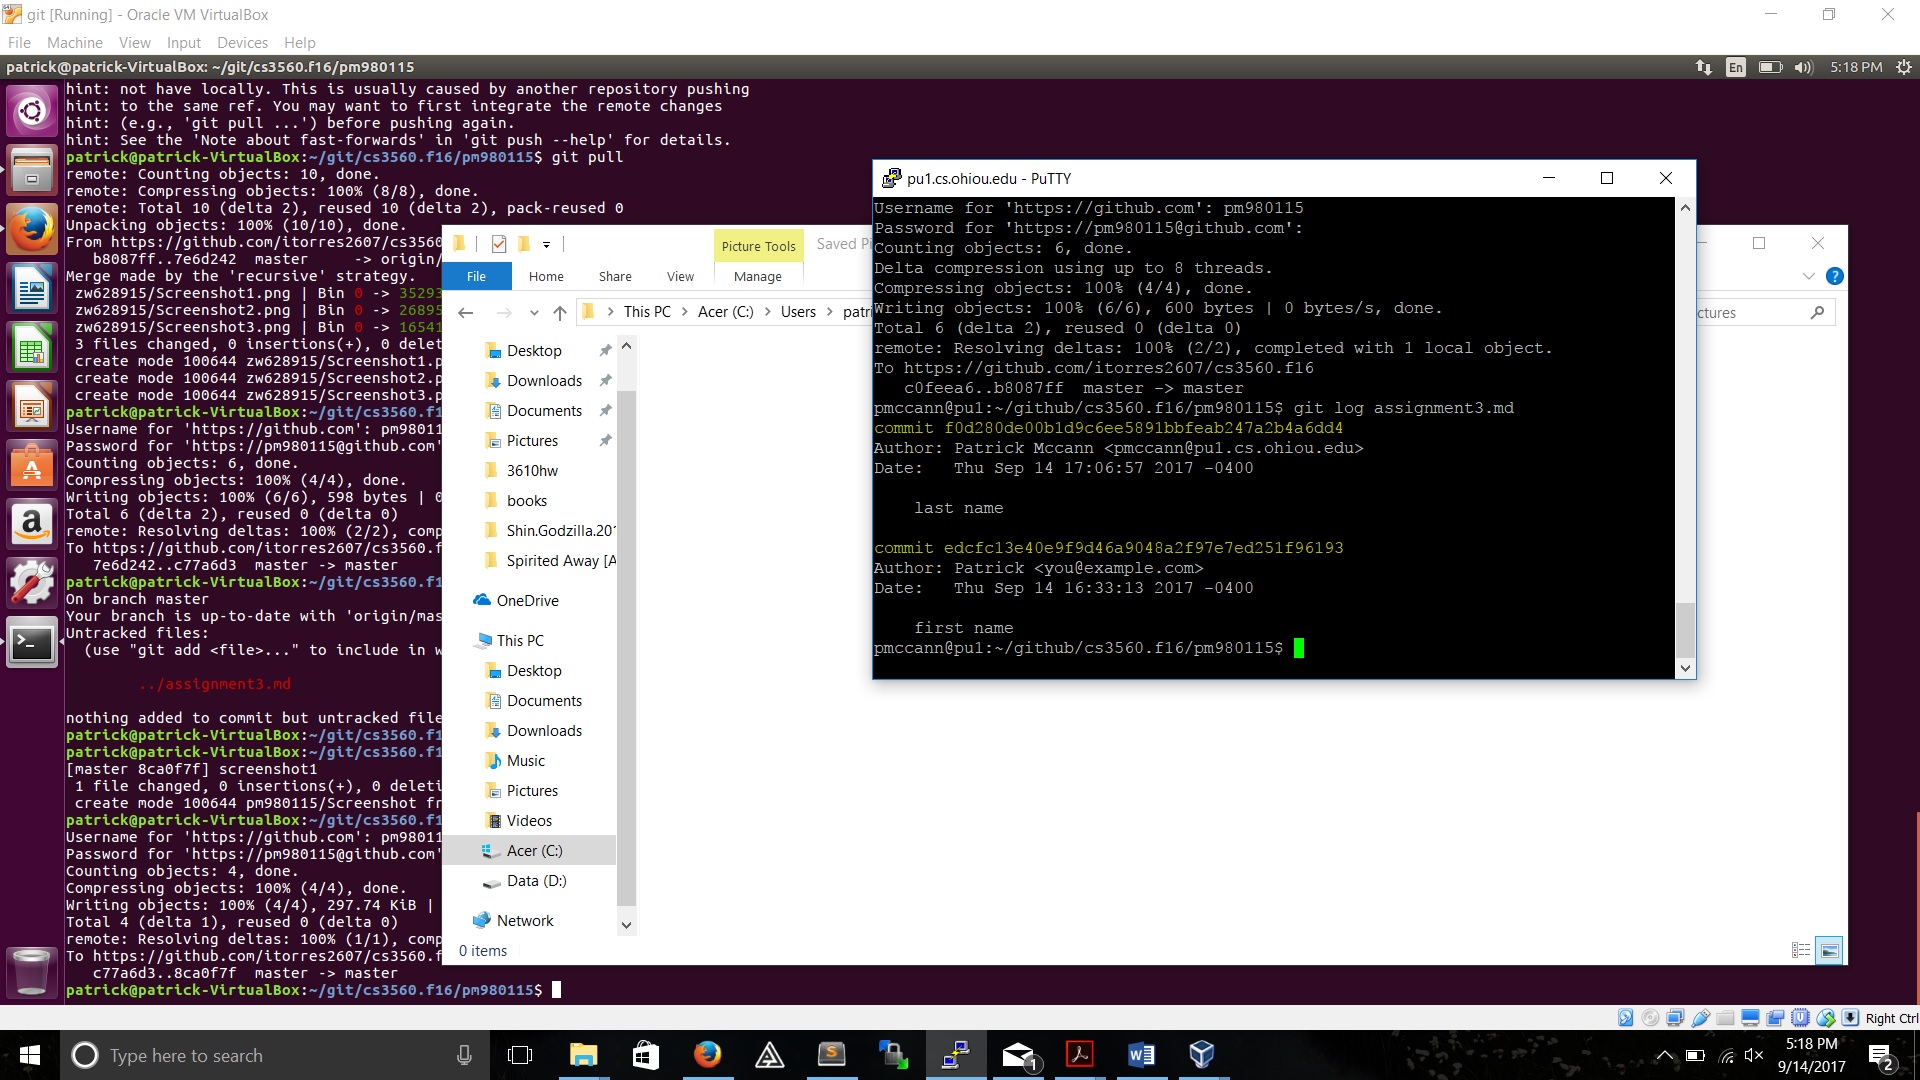 git [Running] - Oracle VM VirtualBox
File Machine View Input Devices Help
patrick@patrick-VirtualBox: ~/git/cs3560.f16/pm980115
En
5:18 PM
hint: not have locally. This is usually caused by another repository pushing
hint: to the same ref. You may want to first integrate the remote changes
hint: (e.g., 'git pull ...') before pushing again.
hint: See the 'Note about fast-forwards' in 'git push --help' for details.
patrick@patrick-VirtualBox:~/git/cs3560.f16/pm980115$ git pull
remote: Counting objects: 10, done.
remote: Compressing objects: 100% (8/8), done.
remote: Total 10 (delta 2), reused 10 (delta 2), pack-reused 0
Unpacking objects: 100% (10/10), done.
From https://github.com/itorres2607/cs3560
b8087ff..7e6d242 master -> origin/
Merge made by the 'recursive' strategy.
zw628915/Screenshot1.png | Bin 0 -> 35293
zw628915/Screenshot2.png | Bin 0 -> 26895
zw628915/Screenshot3.png | Bin 0 -> 16541
3 files changed, 0 insertions(+), 0 delet
create mode 100644 zw628915/Screenshot1.p
create mode 100644 zw628915/Screenshot2.p
create mode 100644 zw628915/Screenshot3.p
patrick@patrick-VirtualBox:~/git/cs3560.f1
Username for 'https://github.com': pm9801
Password for 'https://pm980115@github.com'
Counting objects: 6, done.
Compressing objects: 100% (4/4), done.
Writing objects: 100% (6/6), 598 bytes | 0
Total 6 (delta 2), reused 0 (delta 0)
remote: Resolving deltas: 100% (2/2), comp
To https://github.com/itorres2607/cs3560.f
7e6d242..c77a6d3 master -> master
patrick@patrick-VirtualBox:~/git/cs3560.f1
On branch master
Your branch is up-to-date with 'origin/mas
Untracked files:
(use "git add <file>..." to include in w
../assignment3.md
nothing added to commit but untracked file
patrick@patrick-VirtualBox:~/git/cs3560.f1
patrick@patrick-VirtualBox:~/git/cs3560.f1
[master 8ca0f7f] screenshot1
1 file changed, 0 insertions(+), 0 deleti
create mode 100644 pm980115/Screenshot fr
patrick@patrick-VirtualBox:~/git/cs3560.f1
Username for 'https://github.com': pm98011
Password for 'https://pm980115@github.com'
Counting objects: 4, done.
Compressing objects: 100% (4/4), done.
Writing objects: 100% (4/4), 297.74 KiB |
Total 4 (delta 1), reused 0 (delta 0)
remote: Resolving deltas: 100% (1/1), comp
To https://github.com/itorres2607/cs3560.f
c77a6d3..8ca0f7f master -> master
patrick@patrick-VirtualBox:~/git/cs3560.f16/pm980115$
Picture Tools
Saved Pi
File Home Share View Manage
This PC > Acer (C:) > Users > patri
ctures
Desktop
Downloads
Documents
Pictures
3610hw
books
Shin.Godzilla.201
Spirited Away [A
OneDrive
This PC
Desktop
Documents
Downloads
Music
Pictures
Videos
Acer (C:)
Data (D:)
Network
0 items
pu1.cs.ohiou.edu - PuTTY
Username for 'https://github.com': pm980115
Password for 'https://pm980115@github.com':
Counting objects: 6, done.
Delta compression using up to 8 threads.
Compressing objects: 100% (4/4), done.
Writing objects: 100% (6/6), 600 bytes | 0 bytes/s, done.
Total 6 (delta 2), reused 0 (delta 0)
remote: Resolving deltas: 100% (2/2), completed with 1 local object.
To https://github.com/itorres2607/cs3560.f16
c0feea6..b8087ff master -> master
pmccann@pu1:~/github/cs3560.f16/pm980115$ git log assignment3.md
commit f0d280de00b1d9c6ee5891bbfeab247a2b4a6dd4
Author: Patrick Mccann <pmccann@pu1.cs.ohiou.edu>
Date: Thu Sep 14 17:06:57 2017 -0400
last name
commit edcfc13e40e9f9d46a9048a2f97e7ed251f96193
Author: Patrick <you@example.com>
Date: Thu Sep 14 16:33:13 2017 -0400
first name
pmccann@pu1:~/github/cs3560.f16/pm980115$
Right Ctrl
Type here to search
1
5:18 PM
9/14/2017
2